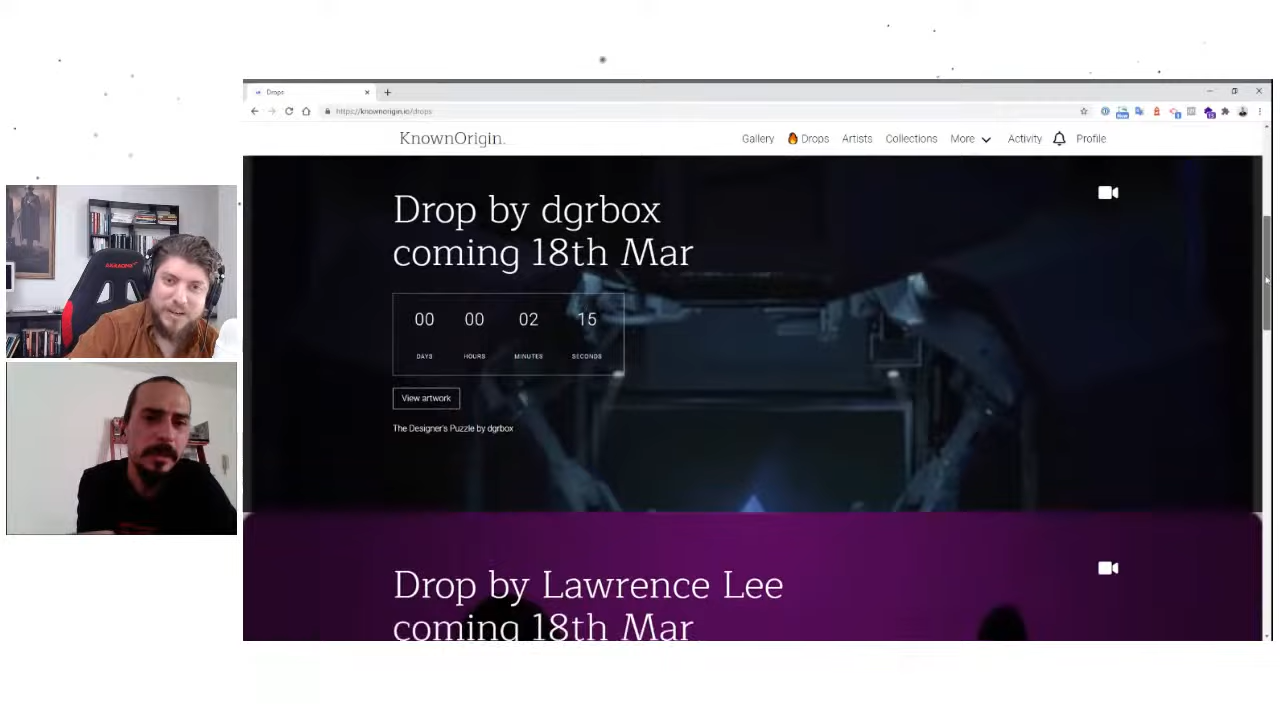 Drops
https://knownorigin.io/drops
KnownOrigin.
Gallery
🔥 Drops
Artists
Collections
More
Activity
Profile
Drop by dgrbox
coming 18th Mar
00 00 02 15
DAYS HOURS MINUTES SECONDS
View artwork
The Designer's Puzzle by dgrbox
Drop by Lawrence Lee
coming 18th Mar